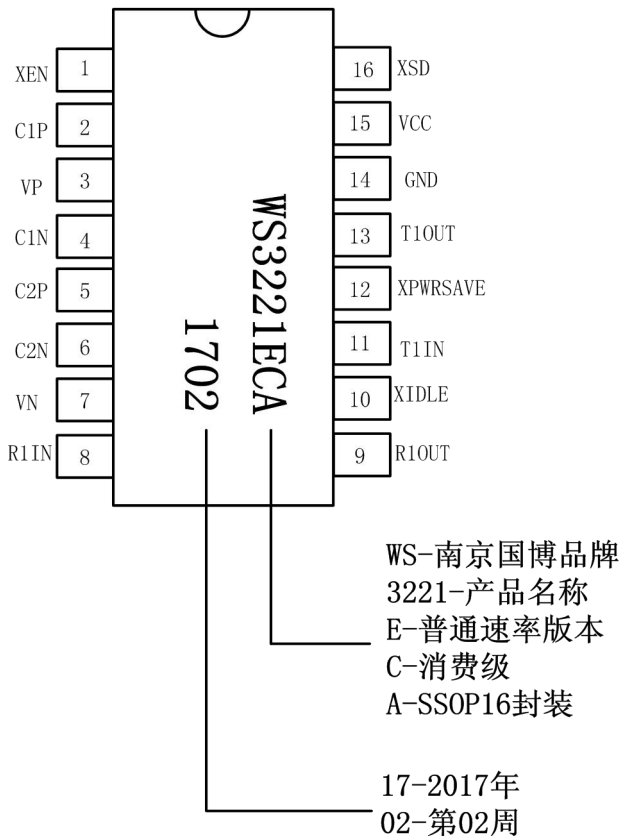 XEN 1
C1P 2
VP 3
C1N 4
C2P 5
C2N 6
VN 7
R1IN 8
16 XSD
15 VCC
14 GND
13 T1OUT
12 XPWRSAVE
11 T1IN
10 XIDLE
9 R1OUT
WS3221ECA
1702
WS-南京国博品牌
3221-产品名称
E-普通速率版本
C-消费级
A-SSOP16封装
17-2017年
02-第02周